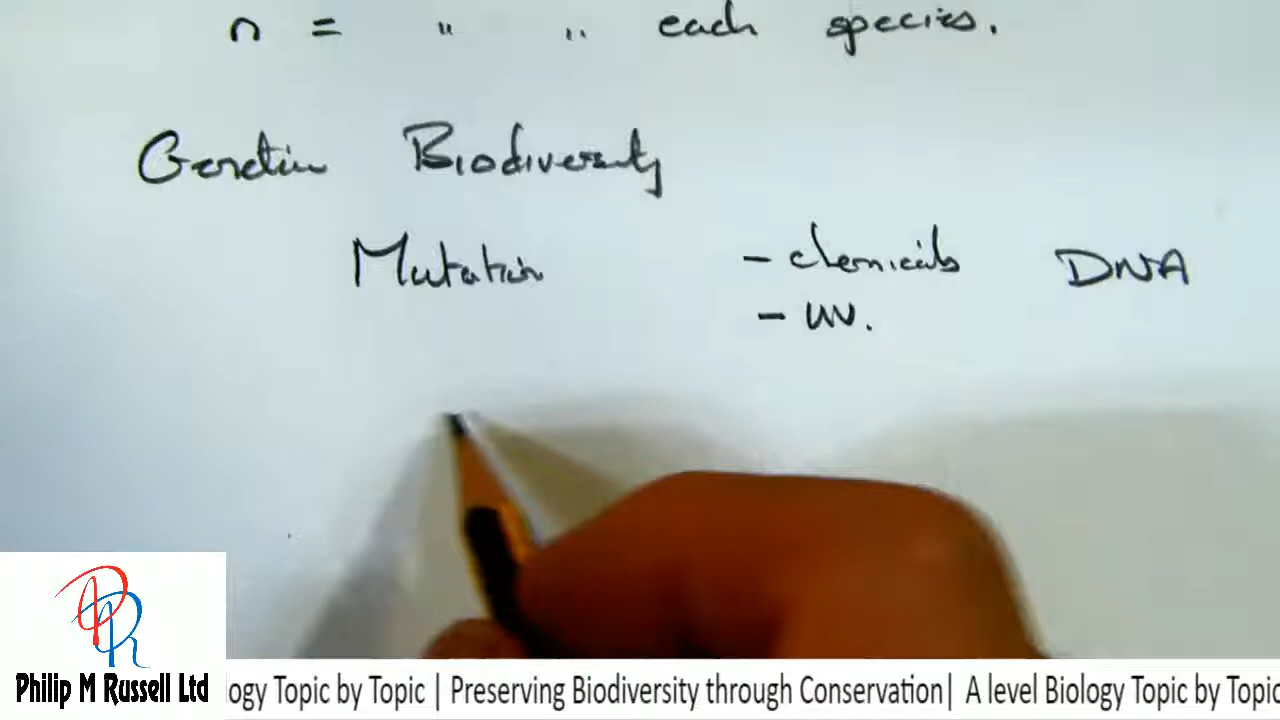 n = " " each species.
Genetic Biodiversity
Mutation - chemicals DNA
- UV.
Philip M Russell Ltd
ogy Topic by Topic | Preserving Biodiversity through Conservation| A level Biology Topic by Topic